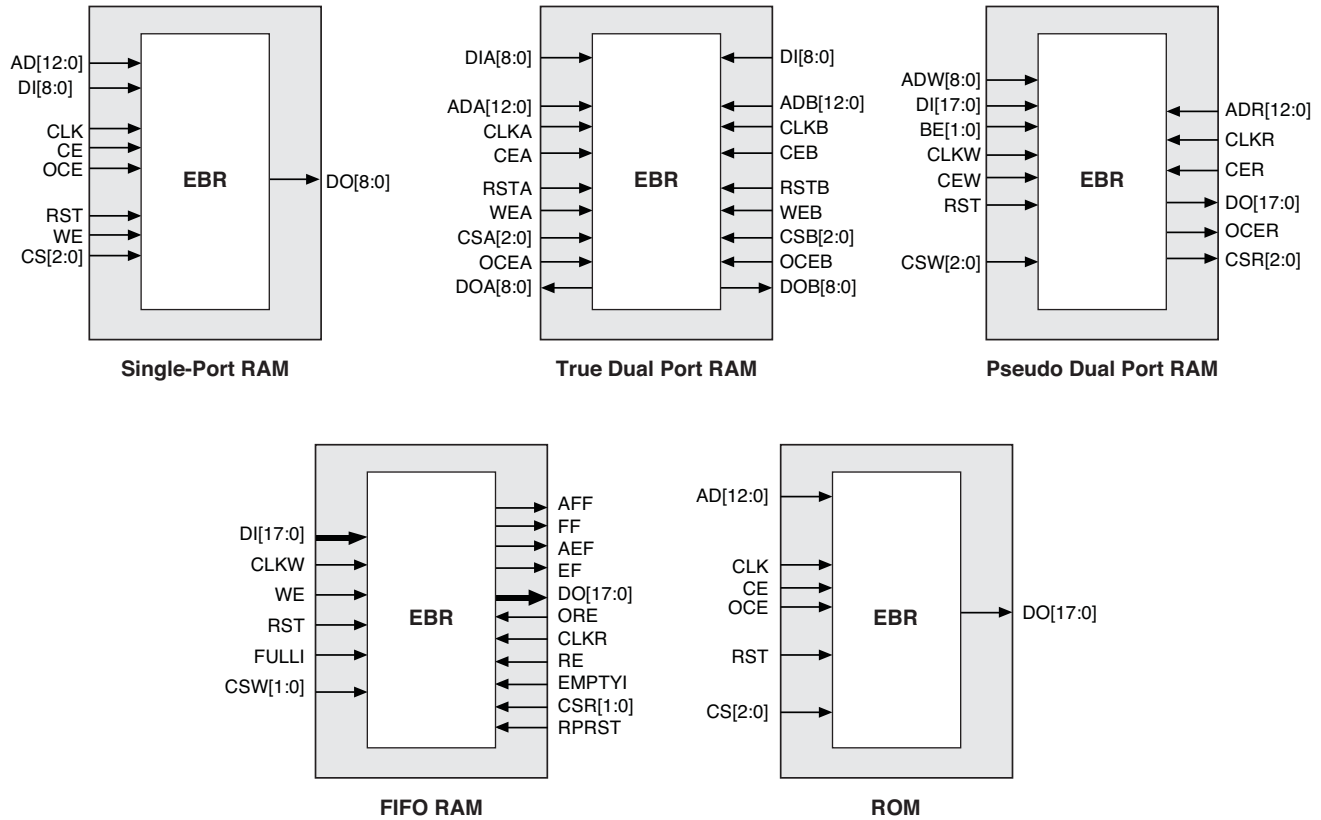 AD[12:0]
DI[8:0]
CLK
CE
OCE
RST
WE
CS[2:0]
EBR
DO[8:0]
Single-Port RAM
DIA[8:0]
ADA[12:0]
CLKA
CEA
RSTA
WEA
CSA[2:0]
OCEA
DOA[8:0]
EBR
DI[8:0]
ADB[12:0]
CLKB
CEB
RSTB
WEB
CSB[2:0]
OCEB
DOB[8:0]
True Dual Port RAM
ADW[8:0]
DI[17:0]
BE[1:0]
CLKW
CEW
RST
CSW[2:0]
EBR
ADR[12:0]
CLKR
CER
DO[17:0]
OCER
CSR[2:0]
Pseudo Dual Port RAM
DI[17:0]
CLKW
WE
RST
FULLI
CSW[1:0]
EBR
AFF
FF
AEF
EF
DO[17:0]
ORE
CLKR
RE
EMPTYI
CSR[1:0]
RPRST
FIFO RAM
AD[12:0]
CLK
CE
OCE
RST
CS[2:0]
EBR
DO[17:0]
ROM